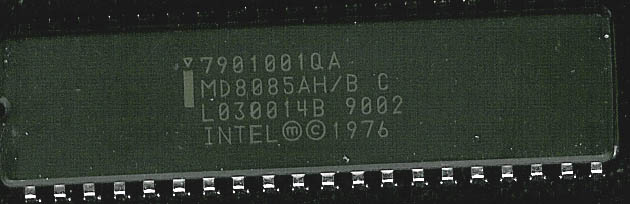 7901001QA
MD8085AH/B C
L030014B 9002
INTEL ⓜ © 1976